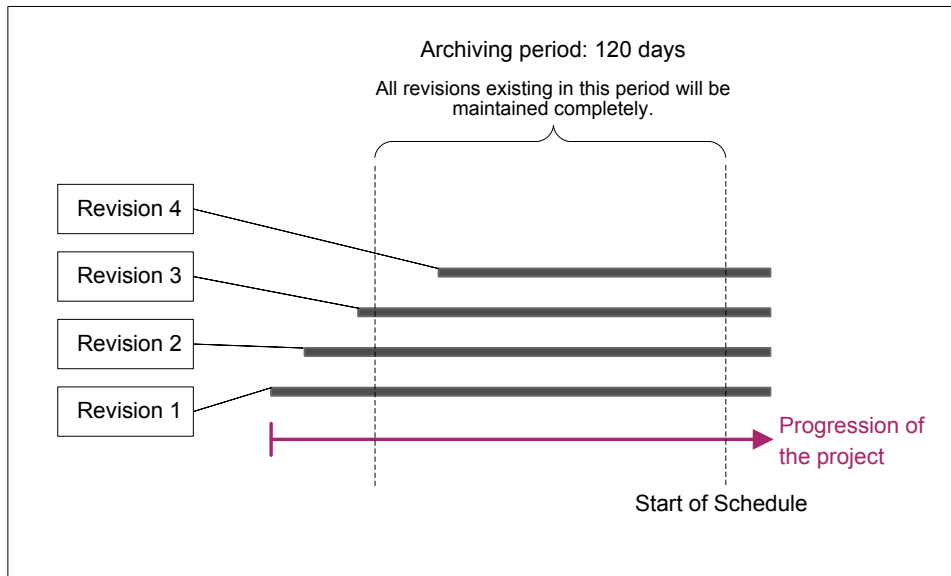 Archiving period: 120 days
All revisions existing in this period will be
maintained completely.
Revision 4
Revision 3
Revision 2
Revision 1
Progression of
the project
Start of Schedule